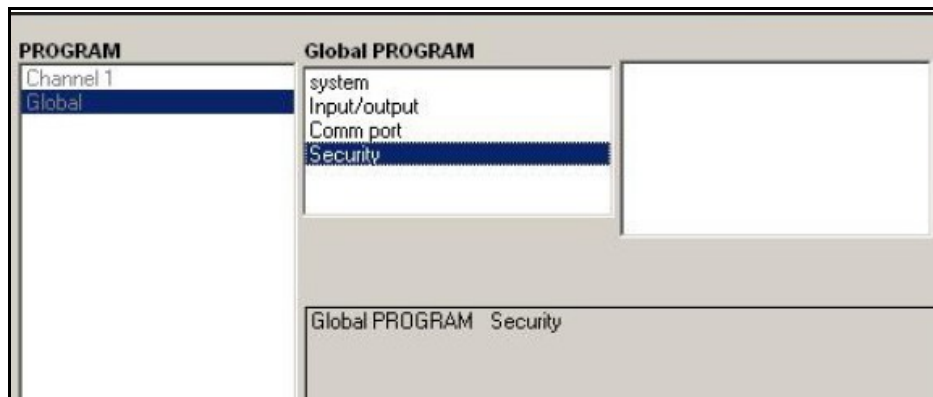 PROGRAM
Channel 1
Global
Global PROGRAM
system
Input/output
Comm port
Security
Global PROGRAM Security